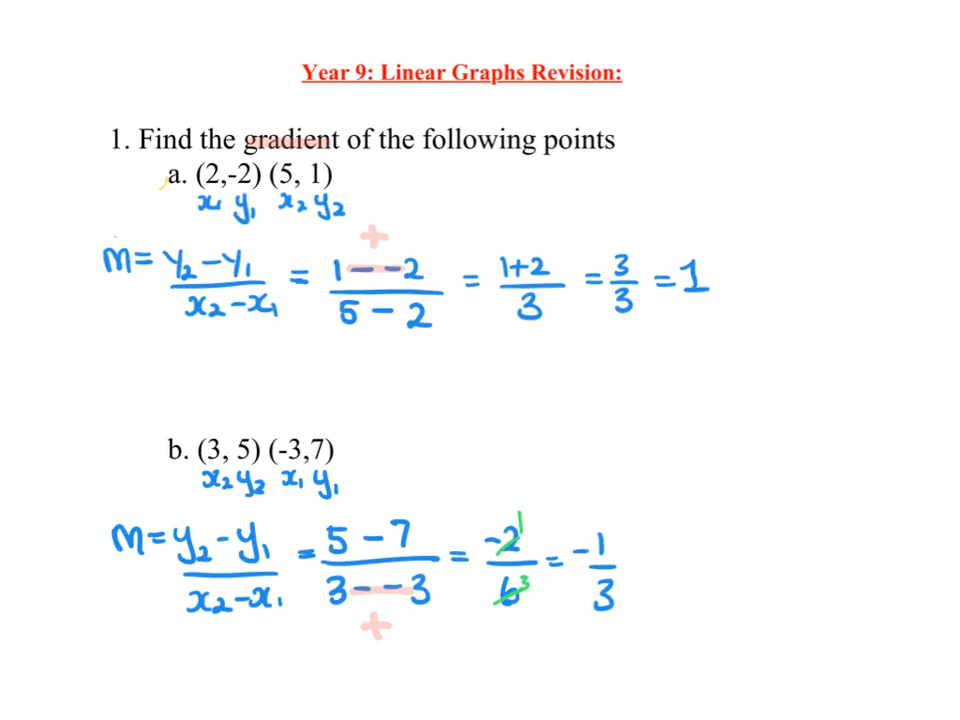 Year 9: Linear Graphs Revision:
1. Find the gradient of the following points
a. (2,-2) (5, 1)
x₁ y₁ x₂ y₂
+
m = y₂ - y₁ / x₂ - x₁ = 1 - - 2 / 5 - 2 = 1+2 / 3 = 3/3 = 1
b. (3, 5) (-3,7)
x₂ y₂ x₁ y₁
m = y₂ - y₁ / x₂ - x₁ = 5 - 7 / 3 - - 3 = -2 1 / 6 3 = -1/3
+